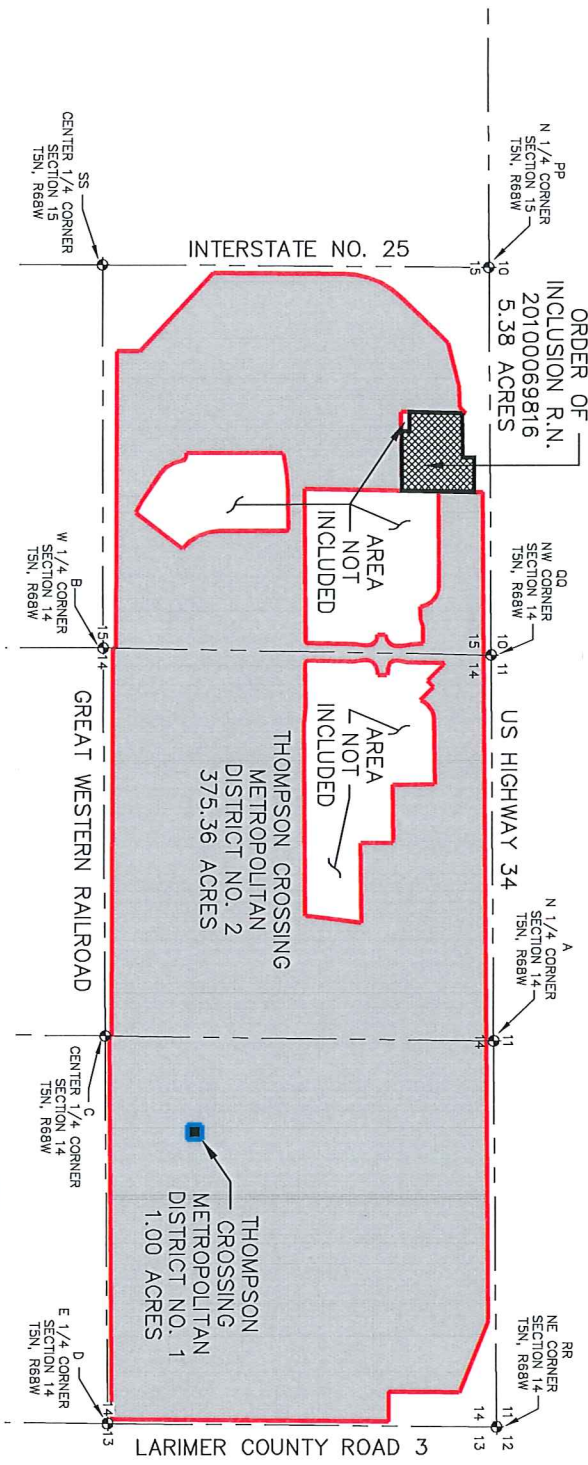 ORDER OF
INCLUSION R.N.
20100069816
5.38 ACRES
PP
N 1/4 CORNER
SECTION 15
T5N, R68W
10
15
INTERSTATE NO. 25
SS
CENTER 1/4 CORNER
SECTION 15
T5N, R68W
AREA
NOT
INCLUDED
QQ
NW CORNER
SECTION 14
T5N, R68W
10
11
15
14
US HIGHWAY 34
B
W 1/4 CORNER
SECTION 14
T5N, R68W
15
14
GREAT WESTERN RAILROAD
AREA
NOT
INCLUDED
THOMPSON CROSSING
METROPOLITAN
DISTRICT NO. 2
375.36 ACRES
A
N 1/4 CORNER
SECTION 14
T5N, R68W
11
14
C
CENTER 1/4 CORNER
SECTION 14
T5N, R68W
THOMPSON
CROSSING
METROPOLITAN
DISTRICT NO. 1
1.00 ACRES
RR
NE CORNER
SECTION 14
T5N, R68W
11
12
14
13
D
E 1/4 CORNER
SECTION 14
T5N, R68W
14
13
LARIMER COUNTY ROAD 3